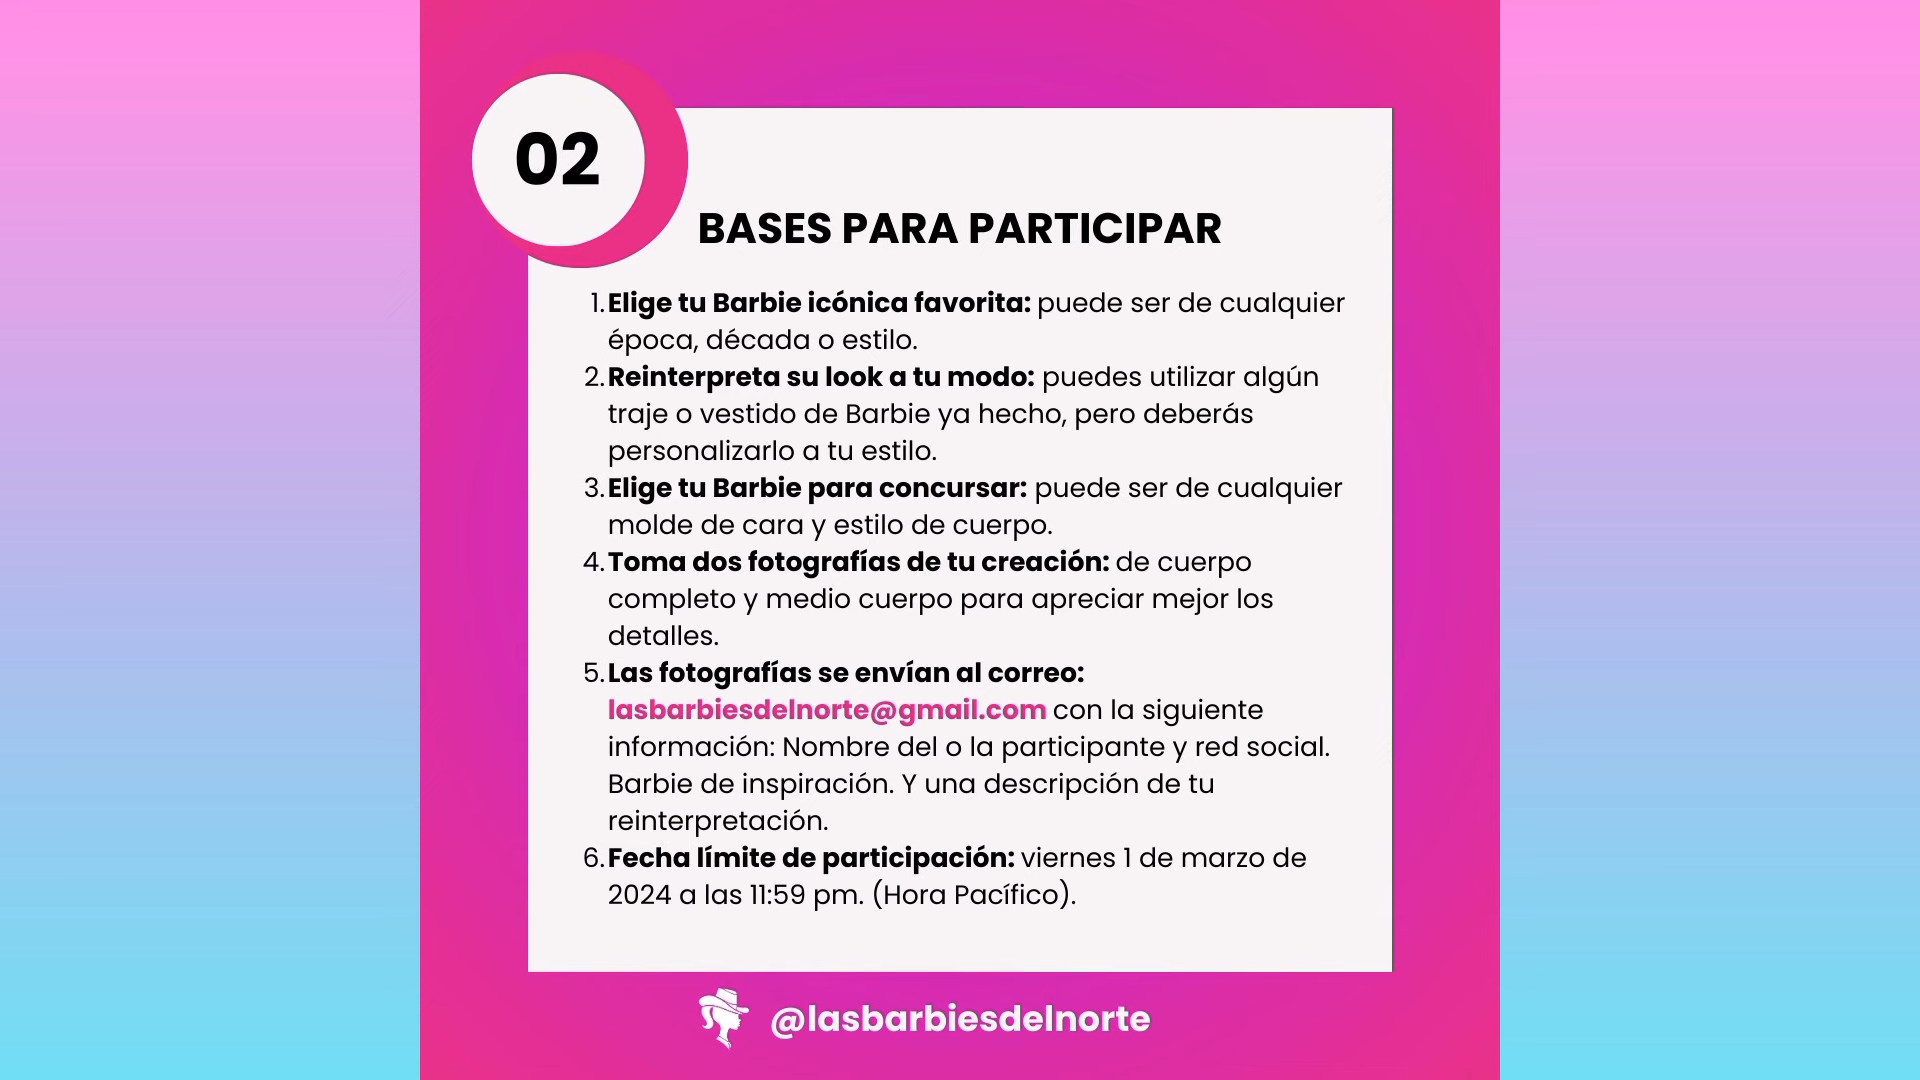 02
BASES PARA PARTICIPAR
1. Elige tu Barbie icónica favorita: puede ser de cualquier
época, década o estilo.
2. Reinterpreta su look a tu modo: puedes utilizar algún
traje o vestido de Barbie ya hecho, pero deberás
personalizarlo a tu estilo.
3. Elige tu Barbie para concursar: puede ser de cualquier
molde de cara y estilo de cuerpo.
4. Toma dos fotografías de tu creación: de cuerpo
completo y medio cuerpo para apreciar mejor los
detalles.
5. Las fotografías se envían al correo:
lasbarbiesdelnorte@gmail.com con la siguiente
información: Nombre del o la participante y red social.
Barbie de inspiración. Y una descripción de tu
reinterpretación.
6. Fecha límite de participación: viernes 1 de marzo de
2024 a las 11:59 pm. (Hora Pacífico).
@lasbarbiesdelnorte